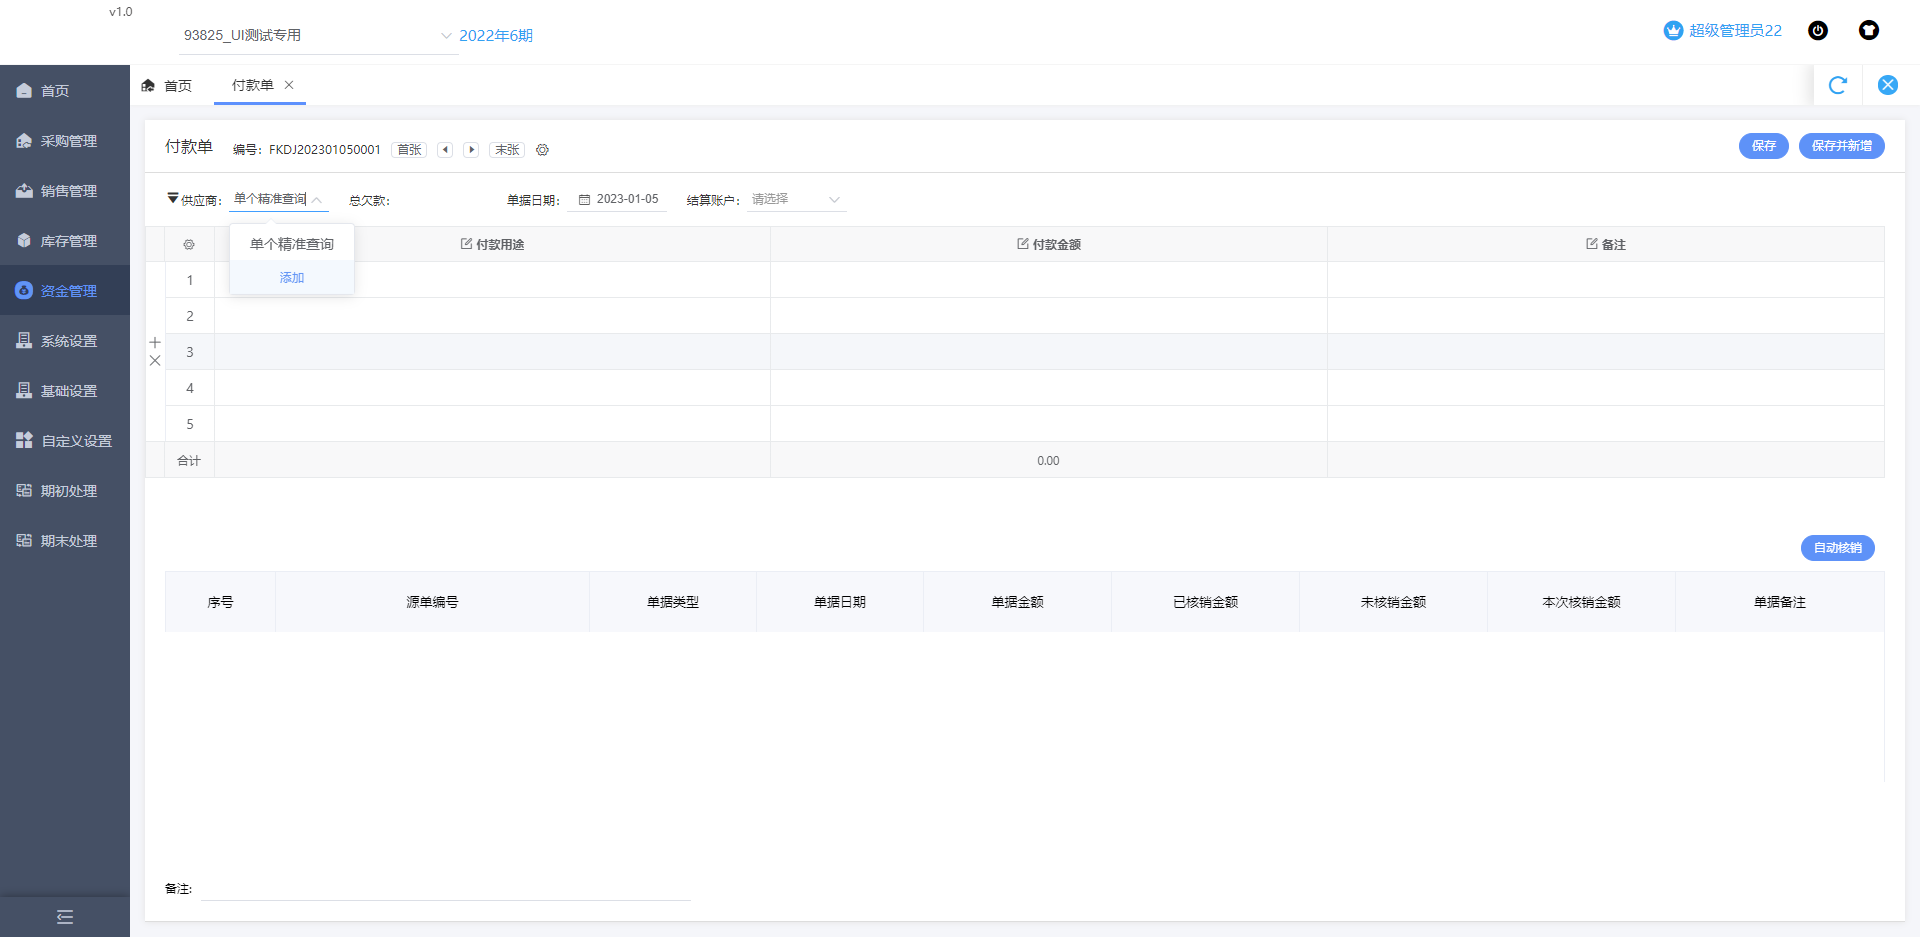 v1.0
93825_UI测试专用
2022年6期
超级管理员22
首页
采购管理
销售管理
库存管理
资金管理
系统设置
基础设置
自定义设置
期初处理
期末处理
首页
付款单
付款单
编号：FKDJ202301050001
首张
末张
保存
保存并新增
供应商：
单个精准查询
总欠款：
单据日期：
2023-01-05
结算账户：
请选择
单个精准查询
添加
付款用途
付款金额
备注
1
2
3
4
5
合计
0.00
自动核销
序号
源单编号
单据类型
单据日期
单据金额
已核销金额
未核销金额
本次核销金额
单据备注
备注: